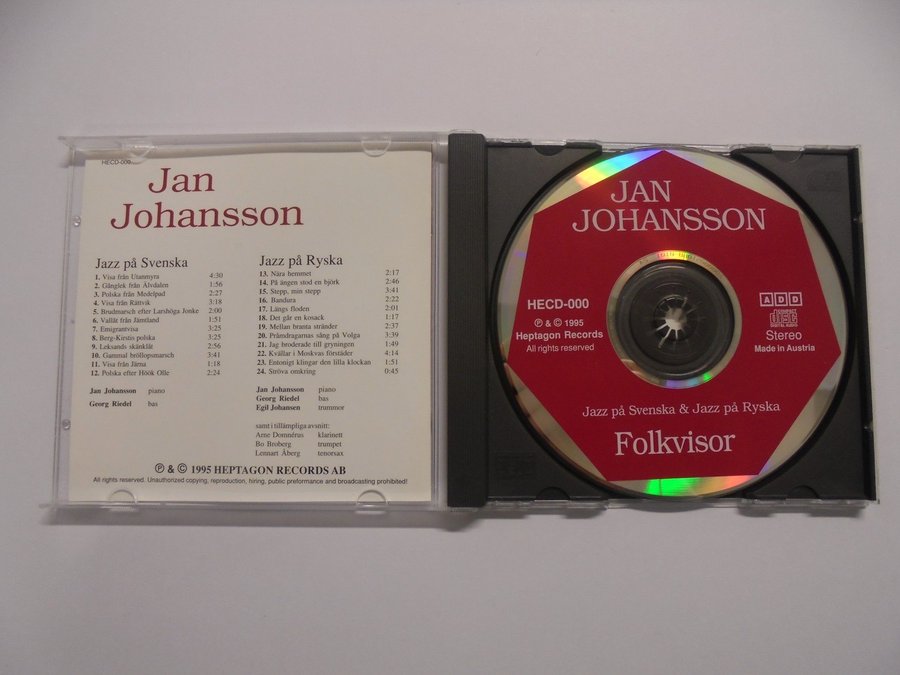 HECD-000
Jan
Johansson
Jazz på Svenska
1. Visa från Utanmyra 4:30
2. Gånglek från Älvdalen 1:56
3. Polska från Medelpad 2:27
4. Visa från Rättvik 3:18
5. Brudmarsch efter Larshöga Jonke 2:00
6. Vallåt från Jämtland 1:51
7. Emigrantvisa 3:25
8. Berg-Kirstis polska 3:25
9. Leksands skänklåt 2:56
10. Gammal bröllopsmarsch 3:41
11. Visa från Järna 1:18
12. Polska efter Höök Olle 2:24
Jan Johansson piano
Georg Riedel bas
Jazz på Ryska
13. Nära hemmet 2:17
14. På ängen stod en björk 2:46
15. Stepp, min stepp 3:41
16. Bandura 2:22
17. Längs floden 2:01
18. Det går en kosack 1:17
19. Mellan branta stränder 2:37
20. Pråmdragarnas sång på Volga 3:39
21. Jag broderade till gryningen 1:49
22. Kvällar i Moskvas förstäder 4:14
23. Entonigt klingar den lilla klockan 1:51
24. Ströva omkring 0:45
Jan Johansson piano
Georg Riedel bas
Egil Johansen trummor
samt i tillämpliga avsnitt:
Arne Domnérus klarinett
Bo Broberg trumpet
Lennart Åberg tenorsax
℗ & © 1995 HEPTAGON RECORDS AB
All rights reserved. Unauthorized copying, reproduction, hiring, public preformance and broadcasting prohibited!
JAN
JOHANSSON
HECD-000
℗ & © 1995
Heptagon Records
All rights reserved
A D D
COMPACT
disc
DIGITAL AUDIO
Stereo
Made in Austria
Jazz på Svenska & Jazz på Ryska
Folkvisor